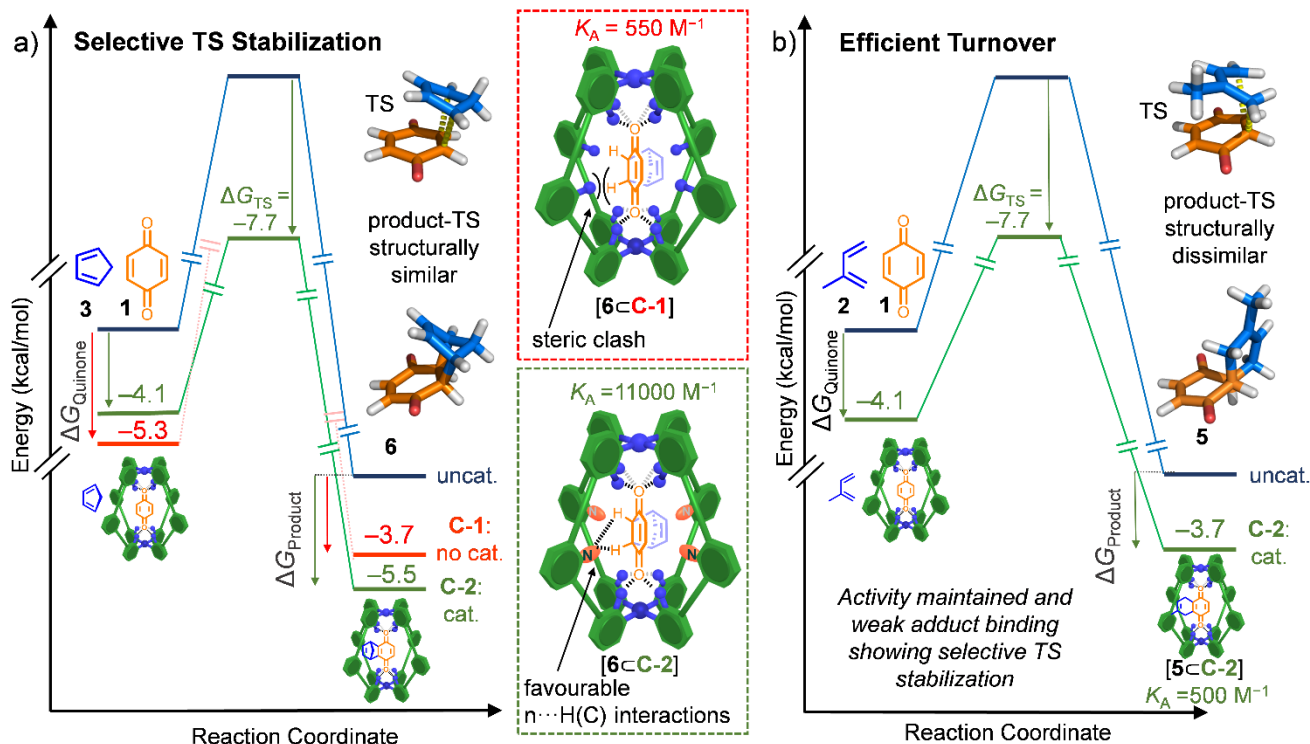 a)
Selective TS Stabilization
Energy (kcal/mol)
TS
ΔG_TS =
−7.7
product-TS
structurally
similar
3
1
O
O
ΔG_Quinone
−4.1
−5.3
6
uncat.
ΔG_Product
−3.7
C-1:
no cat.
−5.5
C-2:
cat.
Reaction Coordinate
K_A = 550 M⁻¹
O
H
H
O
[6⊂C-1]
steric clash
K_A = 11000 M⁻¹
O
H
H
N
N
O
[6⊂C-2]
favourable
n···H(C) interactions
b)
Efficient Turnover
Energy (kcal/mol)
TS
ΔG_TS =
−7.7
product-TS
structurally
dissimilar
2
1
O
O
ΔG_Quinone
−4.1
5
uncat.
ΔG_Product
−3.7
C-2:
cat.
Activity maintained and
weak adduct binding
showing selective TS
stabilization
[5⊂C-2]
K_A =500 M⁻¹
Reaction Coordinate